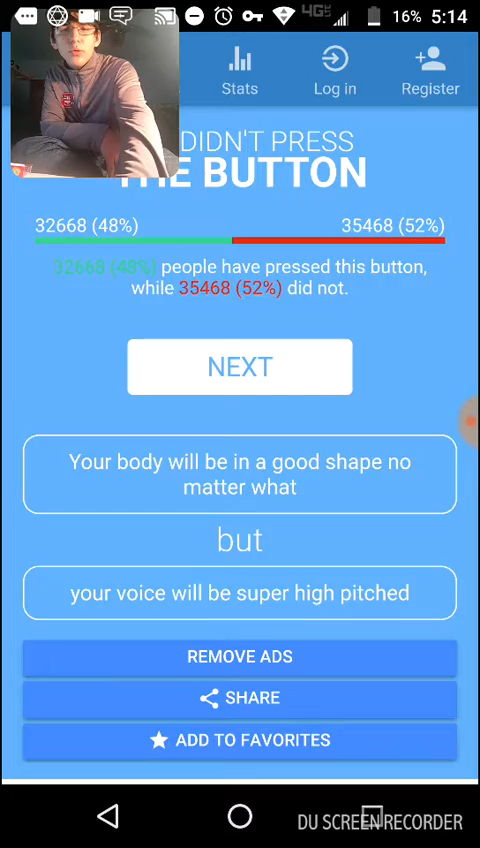 4G
16% 5:14
Stats
Log in
Register
DIDN'T PRESS
THE BUTTON
32668 (48%)
35468 (52%)
32668 (48%) people have pressed this button,
while 35468 (52%) did not.
NEXT
Your body will be in a good shape no
matter what
but
your voice will be super high pitched
REMOVE ADS
SHARE
ADD TO FAVORITES
DU SCREEN RECORDER